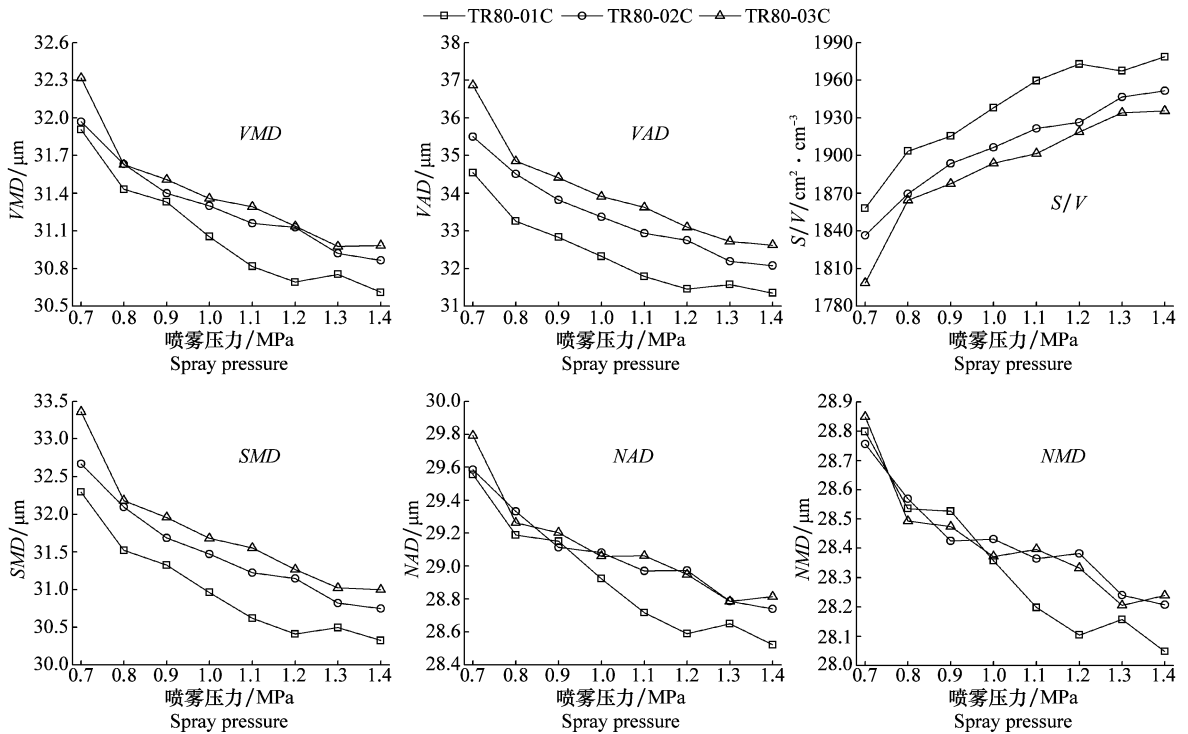 TR80-01C TR80-02C TR80-03C
32.6
32.3
32.0
31.7
31.4
31.1
30.8
30.5
VMD/μm
VMD
0.7 0.8 0.9 1.0 1.1 1.2 1.3 1.4
喷雾压力/MPa
Spray pressure
38
37
36
35
34
33
32
31
VAD/μm
VAD
0.7 0.8 0.9 1.0 1.1 1.2 1.3 1.4
喷雾压力/MPa
Spray pressure
1990
1960
1930
1900
1870
1840
1810
1780
S/V/cm²·cm⁻³
S/V
0.7 0.8 0.9 1.0 1.1 1.2 1.3 1.4
喷雾压力/MPa
Spray pressure
33.5
33.0
32.5
32.0
31.5
31.0
30.5
30.0
SMD/μm
SMD
0.7 0.8 0.9 1.0 1.1 1.2 1.3 1.4
喷雾压力/MPa
Spray pressure
30.0
29.8
29.6
29.4
29.2
29.0
28.8
28.6
28.4
NAD/μm
NAD
0.7 0.8 0.9 1.0 1.1 1.2 1.3 1.4
喷雾压力/MPa
Spray pressure
28.9
28.8
28.7
28.6
28.5
28.4
28.3
28.2
28.1
28.0
NMD/μm
NMD
0.7 0.8 0.9 1.0 1.1 1.2 1.3 1.4
喷雾压力/MPa
Spray pressure